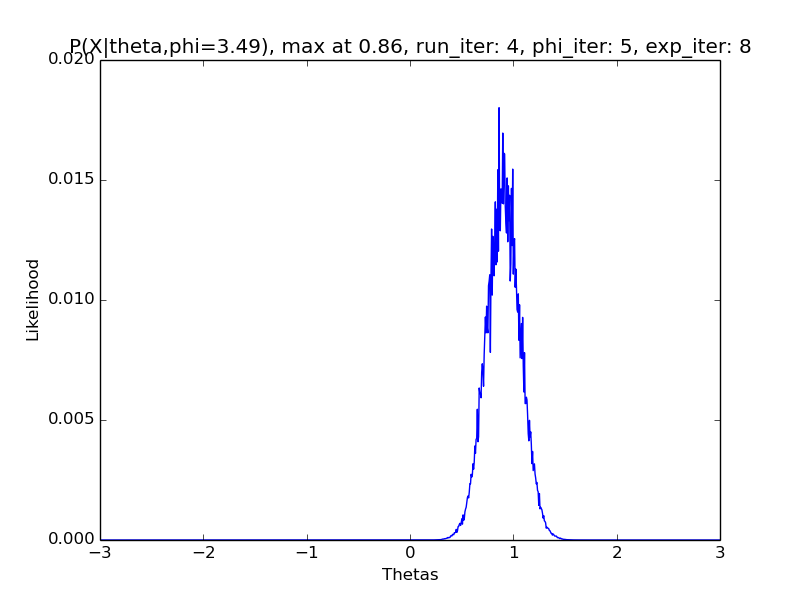 P(X|theta,phi=3.49), max at 0.86, run_iter: 4, phi_iter: 5, exp_iter: 8
0.020
0.015
0.010
0.005
0.000
Likelihood
−3 −2 −1 0 1 2 3
Thetas